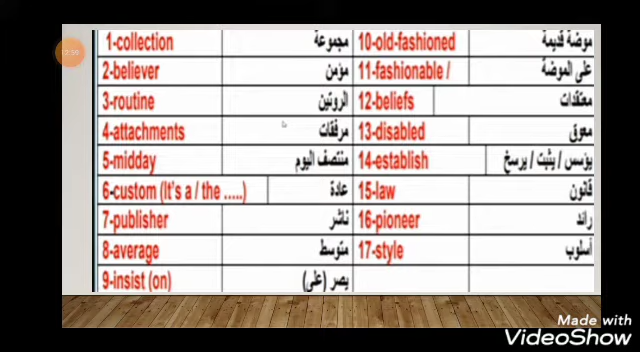 1-collection مجموعة 10-old-fashioned موضة قديمة
2-believer مؤمن 11-fashionable / على الموضة
3-routine الروتين 12-beliefs معتقدات
4-attachments مرفقات 13-disabled معوق
5-midday منتصف اليوم 14-establish يؤسس / يثبت / يرسخ
6-custom (It's a / the .....) عادة 15-law قانون
7-publisher ناشر 16-pioneer رائد
8-average متوسط 17-style أسلوب
9-insist (on) يصر (على)
Made with
VideoShow